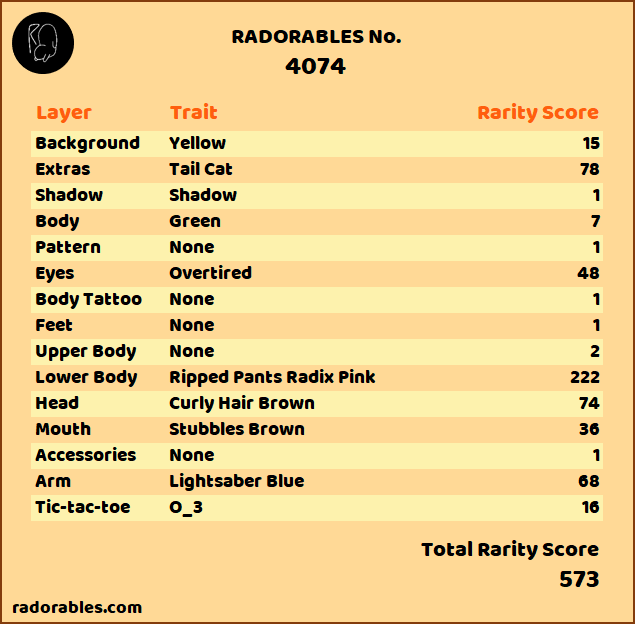 RADORABLES No.
4074
Layer Trait Rarity Score
Background Yellow 15
Extras Tail Cat 78
Shadow Shadow 1
Body Green 7
Pattern None 1
Eyes Overtired 48
Body Tattoo None 1
Feet None 1
Upper Body None 2
Lower Body Ripped Pants Radix Pink 222
Head Curly Hair Brown 74
Mouth Stubbles Brown 36
Accessories None 1
Arm Lightsaber Blue 68
Tic-tac-toe O_3 16
Total Rarity Score
573
radorables.com